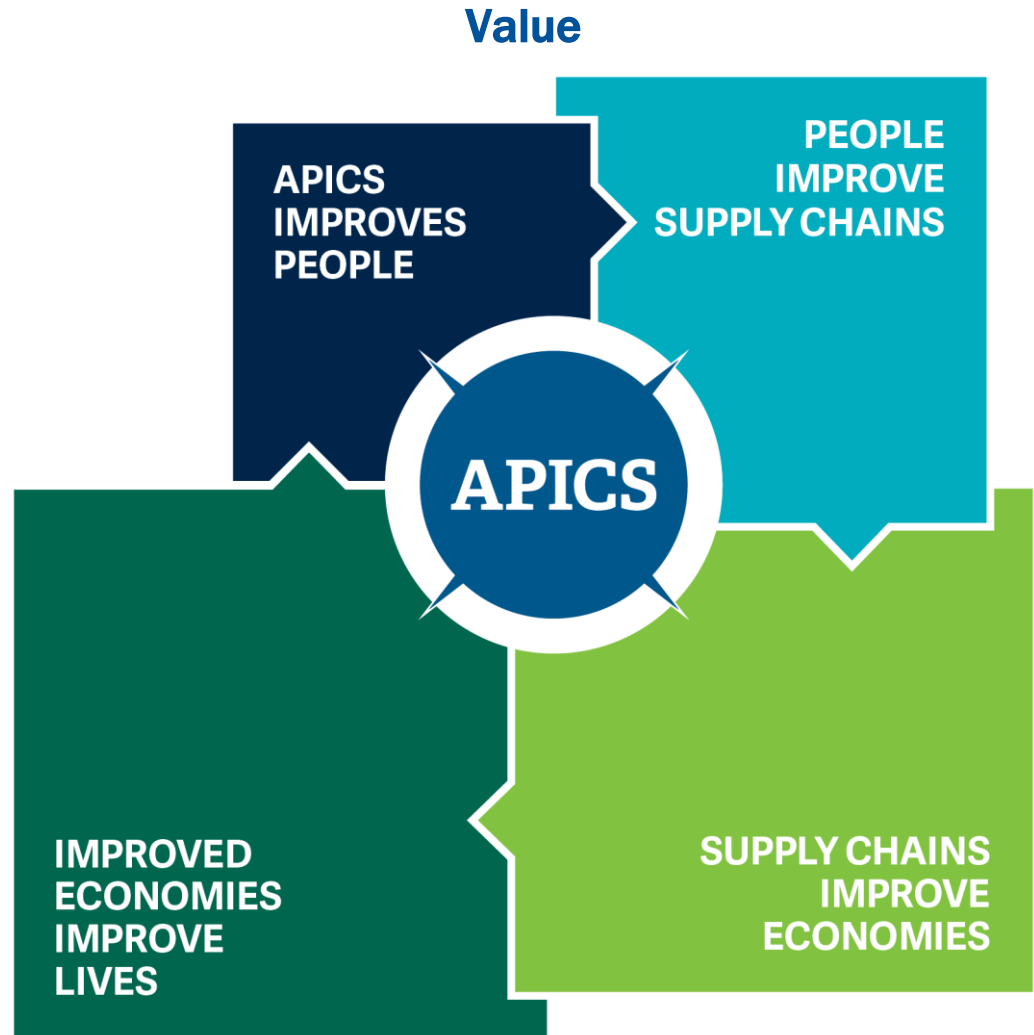 Value
APICS
IMPROVES
PEOPLE
PEOPLE
IMPROVE
SUPPLY CHAINS
APICS
IMPROVED
ECONOMIES
IMPROVE
LIVES
SUPPLY CHAINS
IMPROVE
ECONOMIES